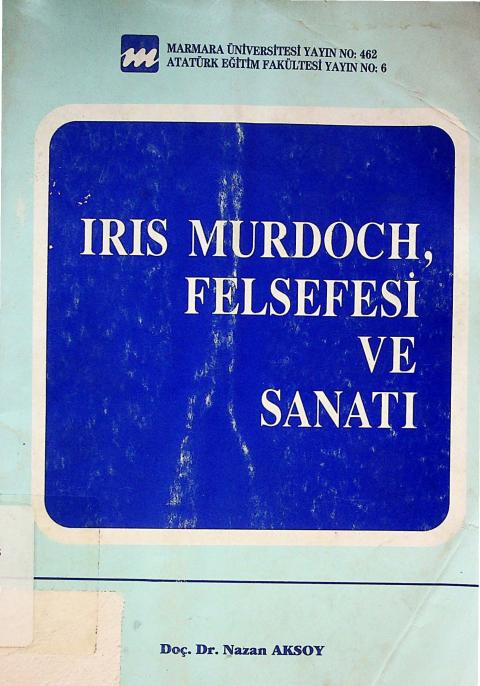 MARMARA ÜNİVERSİTESİ YAYIN NO: 462
ATATÜRK EĞİTİM FAKÜLTESİ YAYIN NO: 6
IRIS MURDOCH,
FELSEFESİ
VE
SANATI
Doç. Dr. Nazan AKSOY